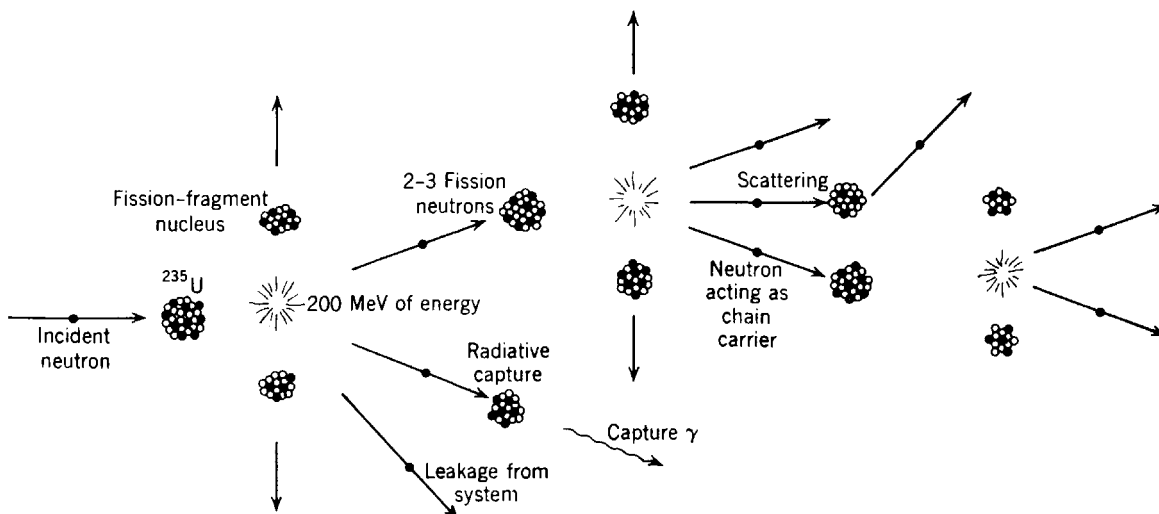 Fission-fragment
nucleus
235U
Incident
neutron
200 MeV of energy
2-3 Fission
neutrons
Radiative
capture
Capture γ
Leakage from
system
Scattering
Neutron
acting as
chain
carrier